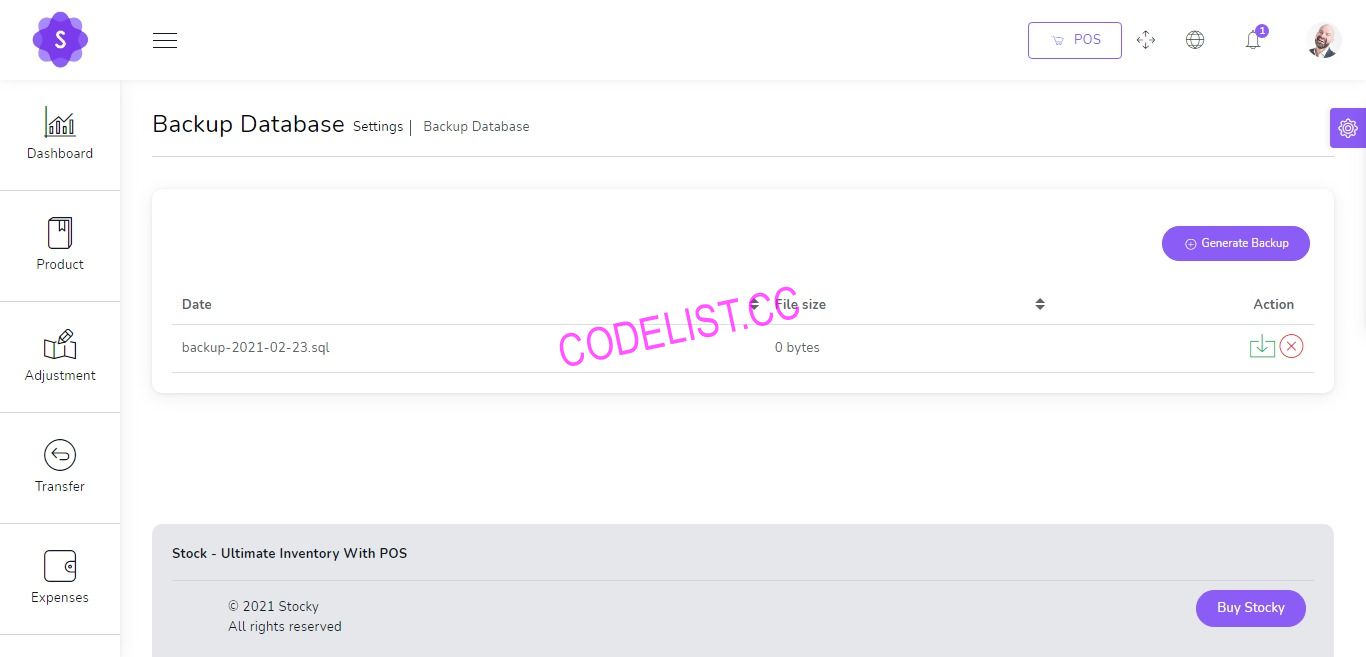 S
POS
1
Backup Database Settings | Backup Database
Dashboard
Product
Adjustment
Transfer
Expenses
Generate Backup
Date File size Action
backup-2021-02-23.sql 0 bytes
CODELIST.CC
Stock - Ultimate Inventory With POS
© 2021 Stocky
All rights reserved
Buy Stocky